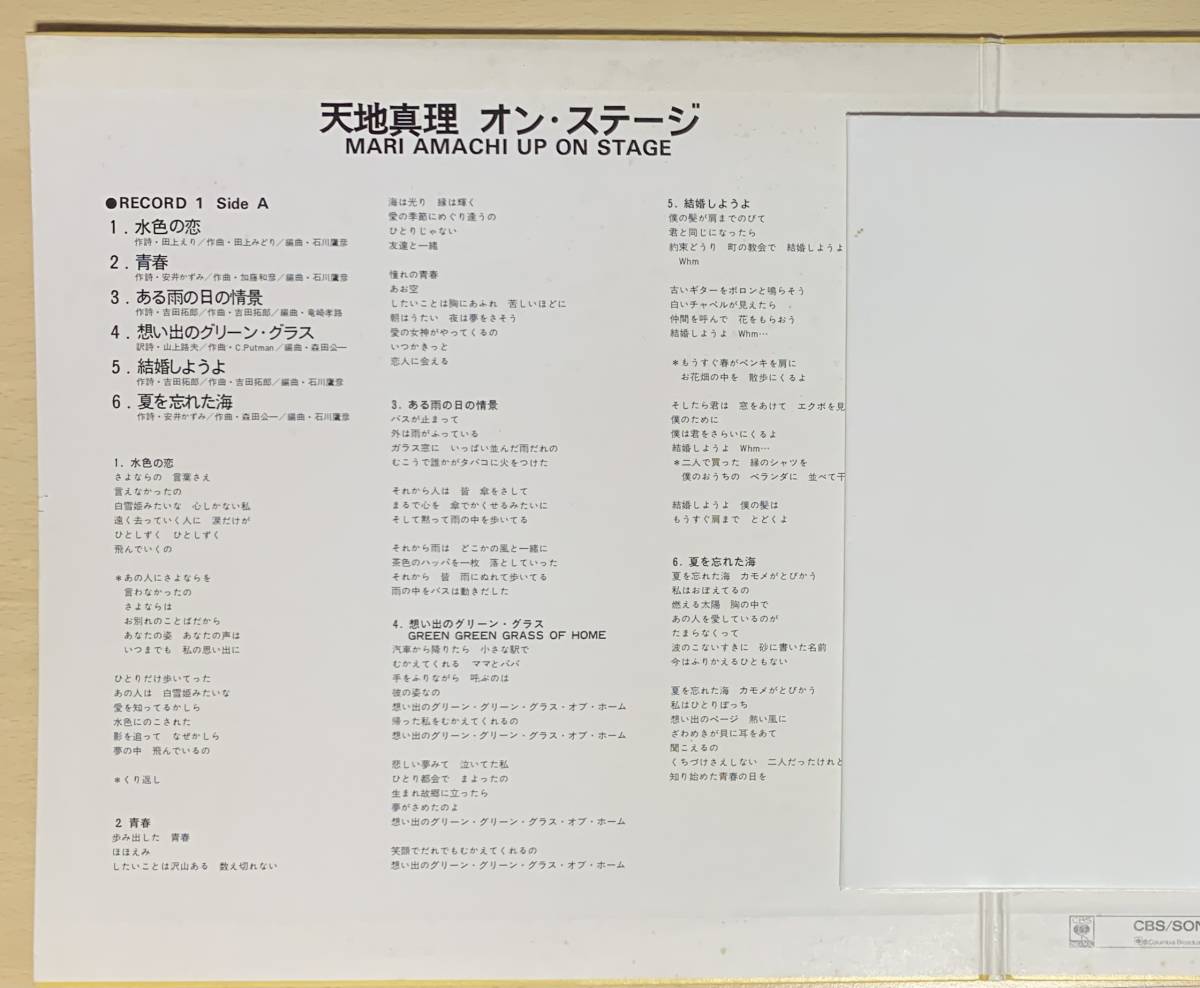 天地真理 オン・ステージ
MARI AMACHI UP ON STAGE
●RECORD 1 Side A
1. 水色の恋
作詩・田上えり/作曲・田上みどり/編曲・石川鷹彦
2. 青春
作詩・安井かずみ/作曲・加藤和彦/編曲・石川鷹彦
3. ある雨の日の情景
作詩・吉田拓郎/作曲・吉田拓郎/編曲・竜崎孝路
4. 想い出のグリーン・グラス
訳詩・山上路夫/作曲・C.Putman/編曲・森田公一
5. 結婚しようよ
作詩・吉田拓郎/作曲・吉田拓郎/編曲・石川鷹彦
6. 夏を忘れた海
作詩・安井かずみ/作曲・森田公一/編曲・石川鷹彦
1. 水色の恋
さよならの 言葉さえ
言えなかったの
白雪姫みたいな 心しかない私
遠く去っていく人に 涙だけが
ひとしずく ひとしずく
飛んでいくの
*あの人にさよならを
言わなかったの
さよならは
お別れのことばだから
あなたの姿 あなたの声は
いつまでも 私の思い出に
ひとりだけ歩いてった
あの人は 白雪姫みたいな
愛を知ってるかしら
水色にのこされた
影を追って なぜかしら
夢の中 飛んでいるの
*くり返し
2 青春
歩み出した 青春
ほほえみ
したいことは沢山ある 数え切れない
海は光り 緑は輝く
愛の季節にめぐり逢うの
ひとりじゃない
友達と一緒
憧れの青春
あお空
したいことは胸にあふれ 苦しいほどに
朝はうたい 夜は夢をさそう
愛の女神がやってくるの
いつかきっと
恋人に会える
3. ある雨の日の情景
バスが止まって
外は雨がふっている
ガラス窓に いっぱい並んだ雨だれの
むこうで誰かがタバコに火をつけた
それから人は 皆 傘をさして
まるで心を 傘でかくせるみたいに
そして黙って雨の中を歩いてる
それから雨は どこかの風と一緒に
茶色のハッパを一枚 落としていった
それから 皆 雨にぬれて歩いてる
雨の中をバスは動きだした
4. 想い出のグリーン・グラス
GREEN GREEN GRASS OF HOME
汽車から降りたら 小さな駅で
むかえてくれる ママとパパ
手をふりながら 呼ぶのは
彼の姿なの
想い出のグリーン・グリーン・グラス・オブ・ホーム
帰った私をむかえてくれるの
想い出のグリーン・グリーン・グラス・オブ・ホーム
悲しい夢みて 泣いてた私
ひとり都会で まよったの
生まれ故郷に立ったら
夢がさめたのよ
想い出のグリーン・グリーン・グラス・オブ・ホーム
笑顔でだれでもむかえてくれるの
想い出のグリーン・グリーン・グラス・オブ・ホーム
5. 結婚しようよ
僕の髪が肩までのびて
君と同じになったら
約束どうり 町の教会で 結婚しようよ
Whm
古いギターをボロンと鳴らそう
白いチャペルが見えたら
仲間を呼んで 花をもらおう
結婚しようよ Whm…
*もうすぐ春がペンキを肩に
お花畑の中を 散歩にくるよ
そしたら君は 窓をあけて エクボを見
僕のために
僕は君をさらいにくるよ
結婚しようよ Whm…
*二人で買った 緑のシャツを
僕のおうちの ベランダに 並べて干
結婚しようよ 僕の髪は
もうすぐ肩まで とどくよ
6. 夏を忘れた海
夏を忘れた海 カモメがとびかう
私はおぼえてるの
燃える太陽 胸の中で
あの人を愛しているのが
たまらなくって
波のこないすきに 砂に書いた名前
今はふりかえるひともない
夏を忘れた海 カモメがとびかう
私はひとりぼっち
想い出のページ 熱い風に
ざわめきが貝に耳をあて
聞こえるの
くちづけさえしない 二人だったけれど
知り始めた青春の日を
CBS
CBS/SON
Columbia Broadcas